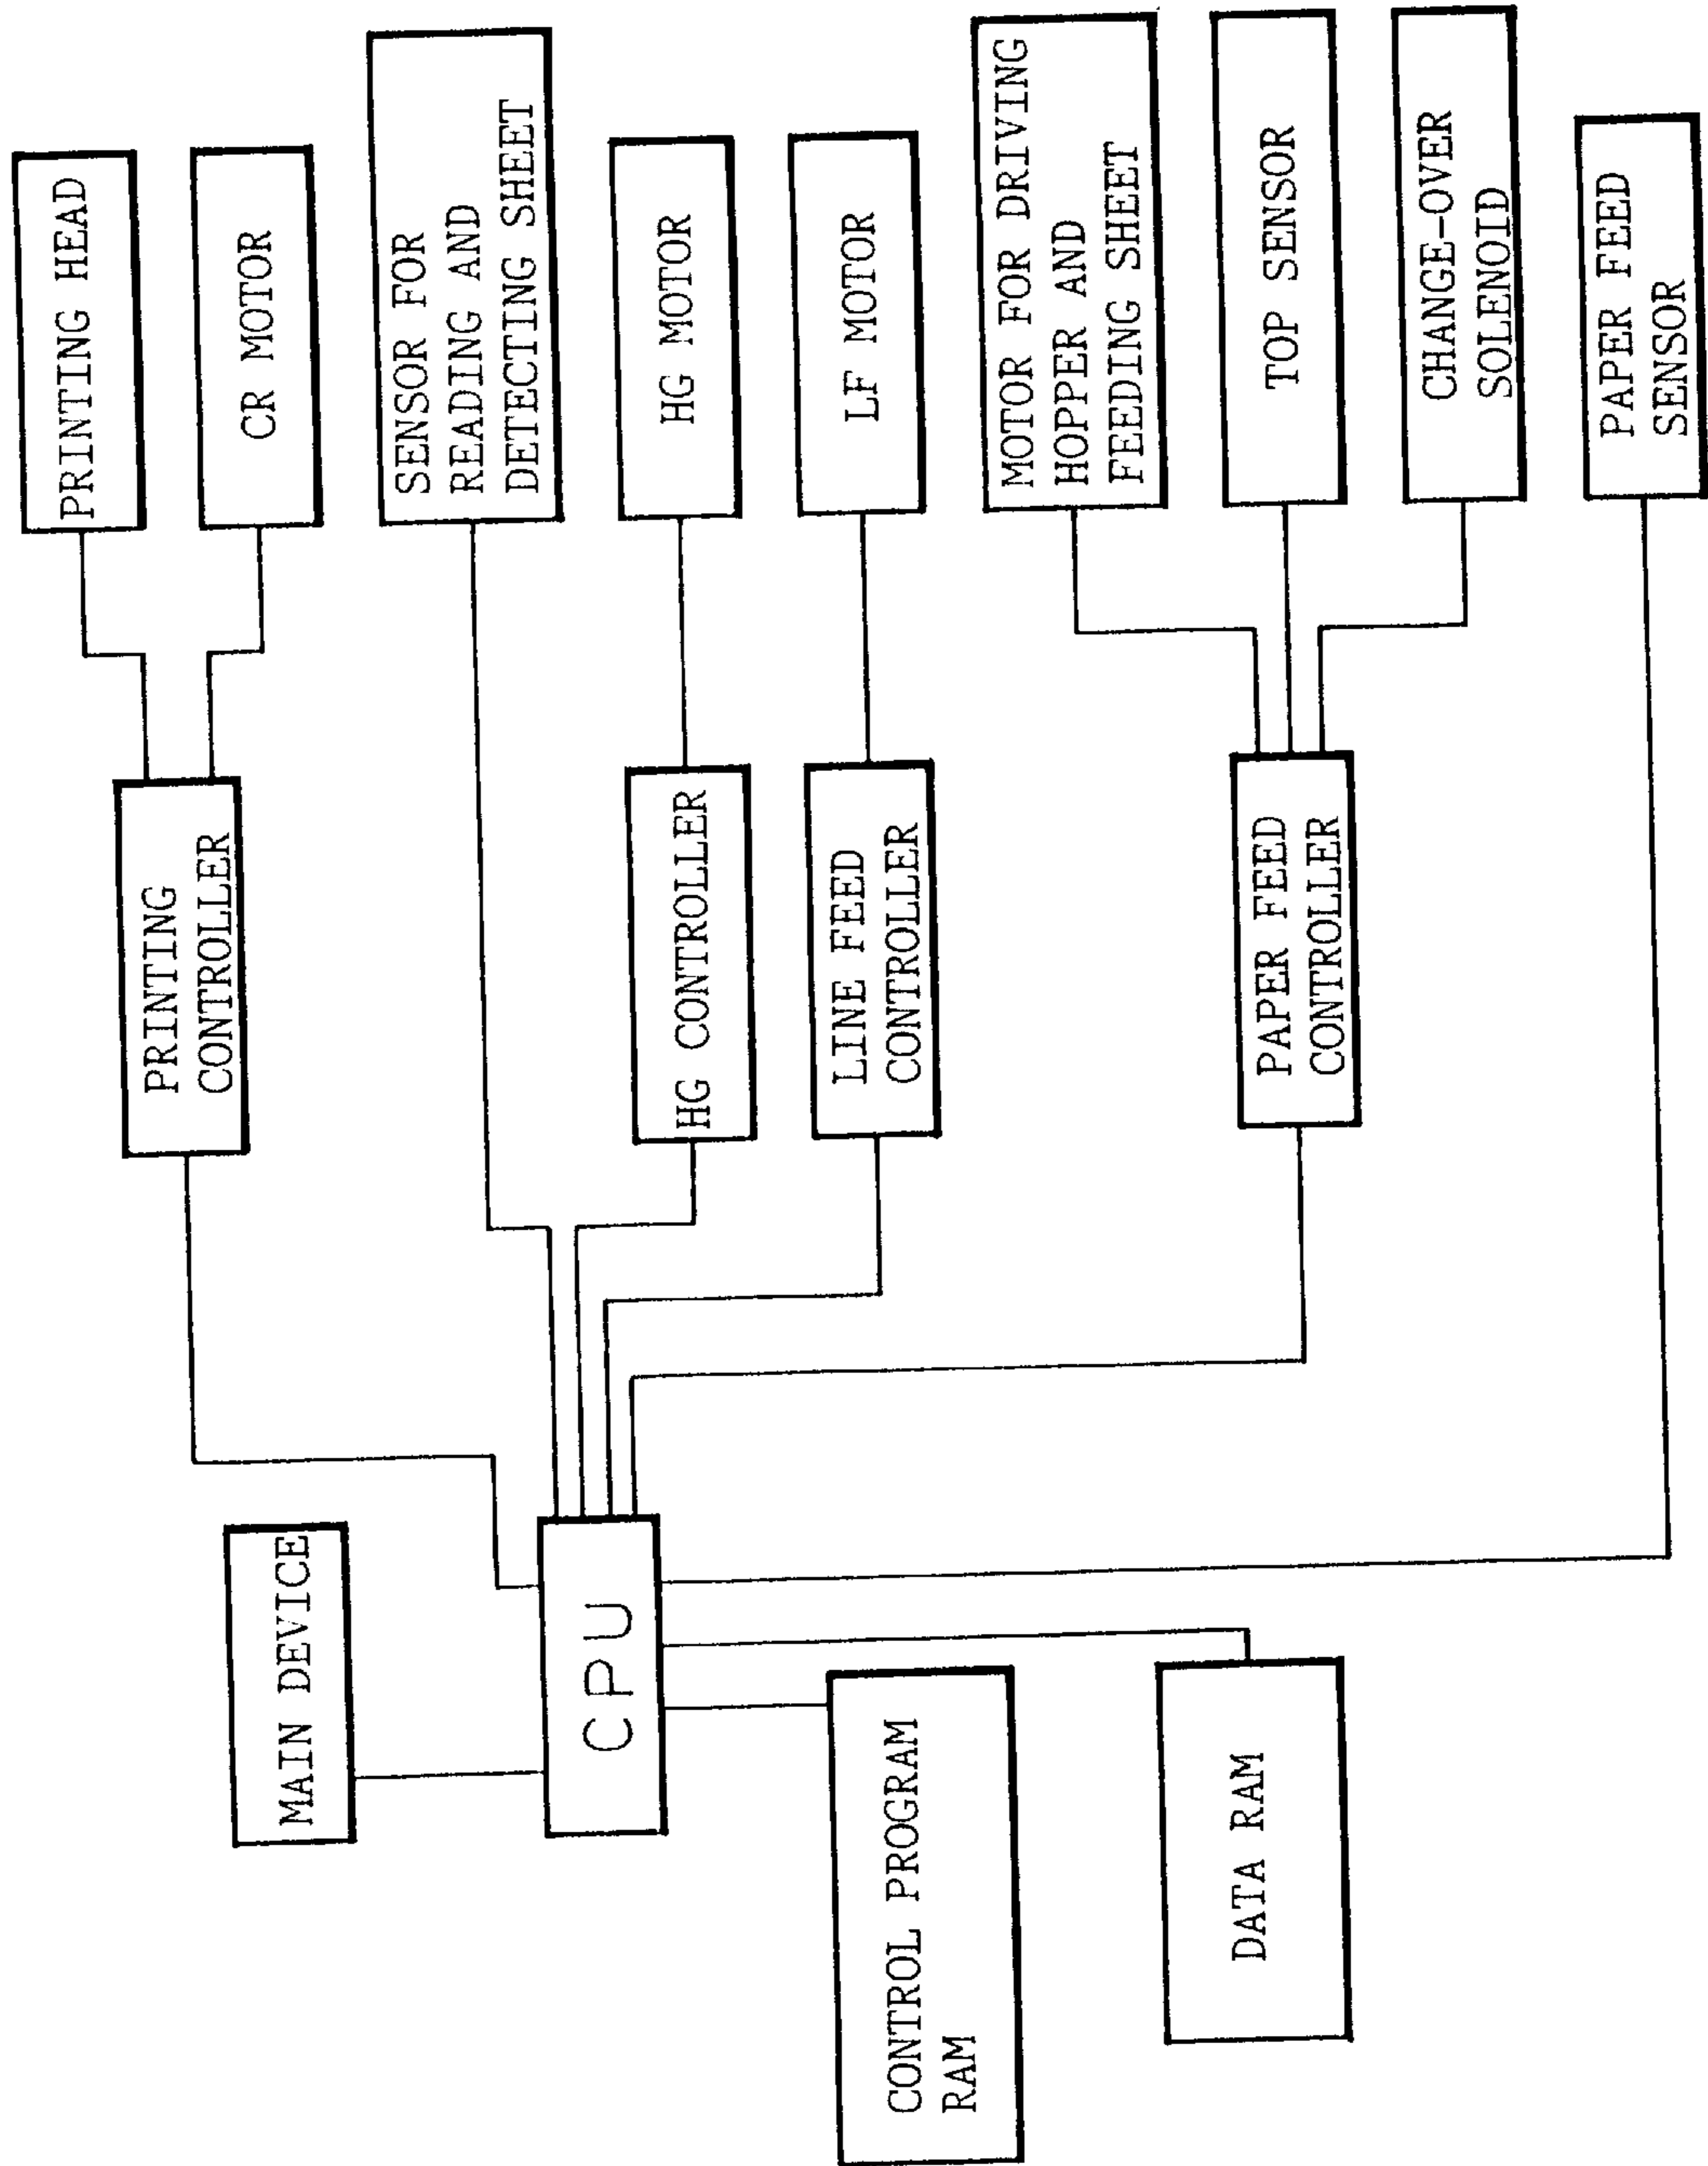 PRINTING HEAD
CR MOTOR
SENSOR FOR
READING AND
DETECTING SHEET
HG MOTOR
LF MOTOR
MOTOR FOR DRIVING
HOPPER AND
FEEDING SHEET
TOP SENSOR
CHANGE-OVER
SOLENOID
PAPER FEED
SENSOR
PRINTING
CONTROLLER
HG CONTROLLER
LINE FEED
CONTROLLER
PAPER FEED
CONTROLLER
MAIN DEVICE
CPU
CONTROL PROGRAM
RAM
DATA RAM